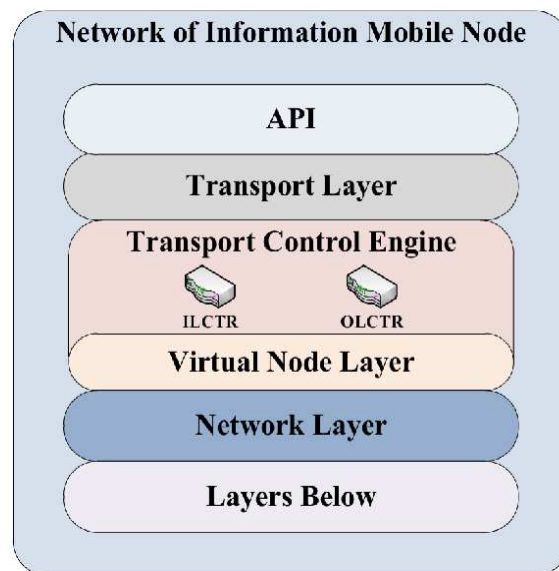 Network of Information Mobile Node
API
Transport Layer
Transport Control Engine
ILCTR OLCTR
Virtual Node Layer
Network Layer
Layers Below